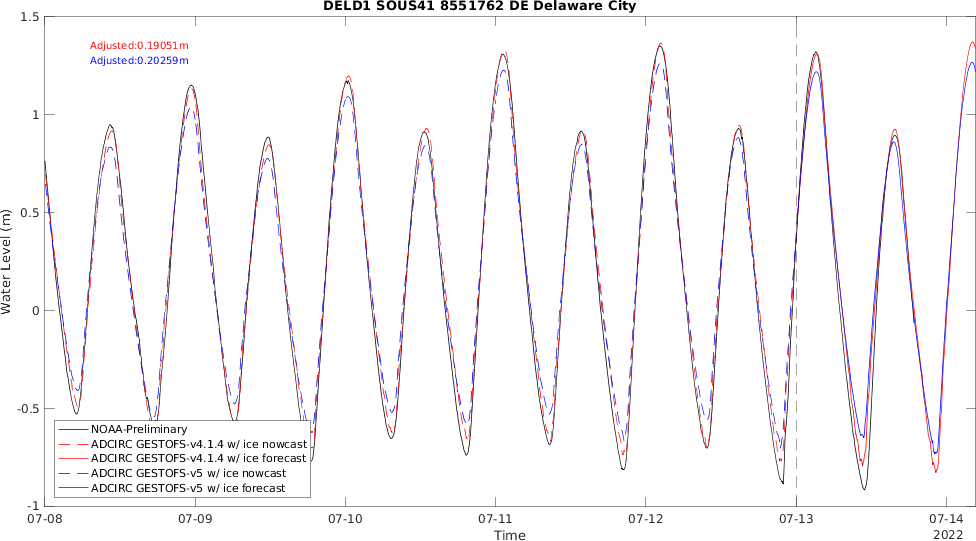 DELD1 SOUS41 8551762 DE Delaware City
1.5
Adjusted:0.19051m
Adjusted:0.20259m
1
0.5
Water Level (m)
0
-0.5
NOAA-Preliminary
ADCIRC GESTOFS-v4.1.4 w/ ice nowcast
ADCIRC GESTOFS-v4.1.4 w/ ice forecast
ADCIRC GESTOFS-v5 w/ ice nowcast
ADCIRC GESTOFS-v5 w/ ice forecast
-1
07-08 07-09 07-10 07-11 07-12 07-13 07-14
Time
2022